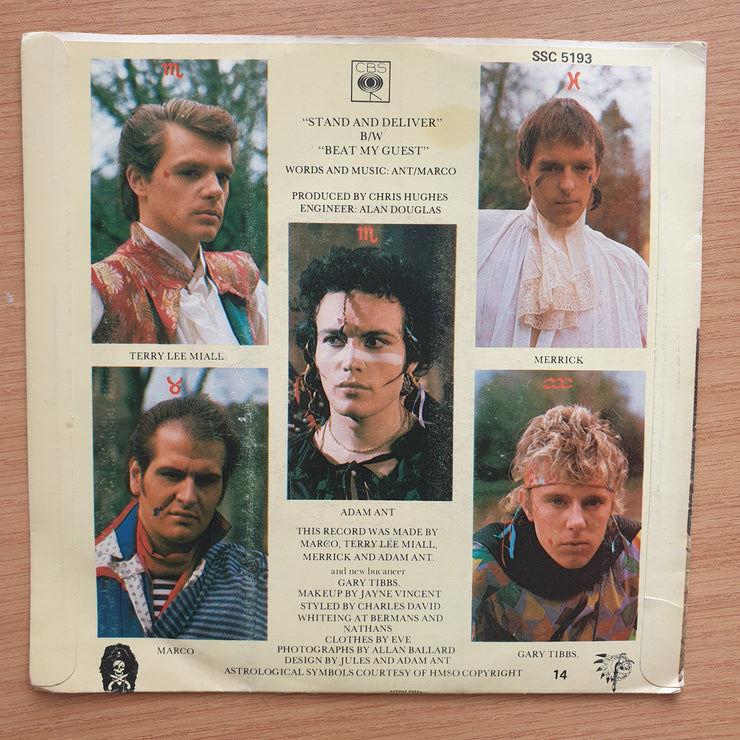 SSC 5193
CBS
"STAND AND DELIVER"
B/W
"BEAT MY GUEST"
WORDS AND MUSIC: ANT/MARCO
PRODUCED BY CHRIS HUGHES
ENGINEER: ALAN DOUGLAS
TERRY LEE MIALL
MERRICK
ADAM ANT
THIS RECORD WAS MADE BY
MARCO, TERRY LEE MIALL,
MERRICK AND ADAM ANT.
and new bucaneer
GARY TIBBS.
MAKEUP BY JAYNE VINCENT
STYLED BY CHARLES DAVID
WHITEING AT BERMANS AND
NATHANS
CLOTHES BY EVE
PHOTOGRAPHS BY ALLAN BALLARD
DESIGN BY JULES AND ADAM ANT
ASTROLOGICAL SYMBOLS COURTESY OF HMSO COPYRIGHT
MARCO
GARY TIBBS.
14